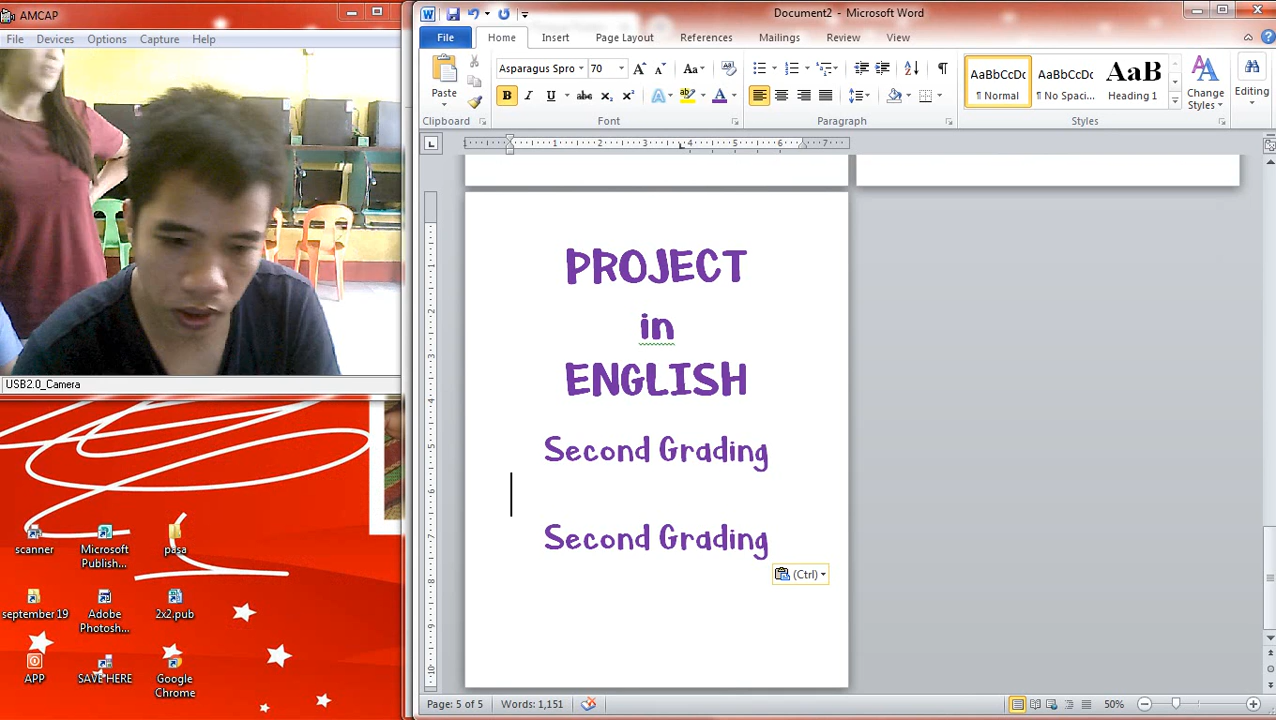 AMCAP
File Devices Options Capture Help
USB2.0_Camera
scanner
Microsoft Publish...
pasa
september 19
Adobe Photosh...
2x2.pub
APP
SAVE HERE
Google Chrome
Document2 - Microsoft Word
File Home Insert Page Layout References Mailings Review View
Paste
Clipboard
Asparagus Spro 70
Font
Paragraph
AaBbCcDc AaBbCcDc AaB
¶ Normal ¶ No Spaci... Heading 1
Change Styles
Styles
Editing
PROJECT
in
ENGLISH
Second Grading
Second Grading
(Ctrl)
Page: 5 of 5 Words: 1,151 50%